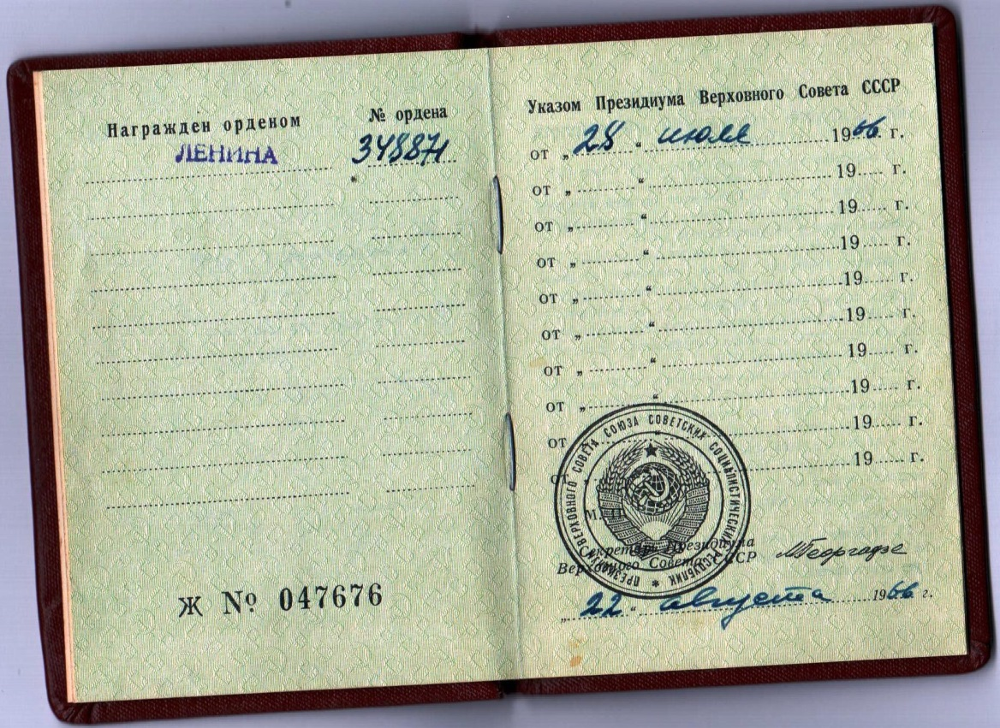 Награжден орденом
ЛЕНИНА
№ ордена
348871
Ж № 047676
Указом Президиума Верховного Совета СССР
от „ 28 “ июля 1966 г.
от „ “ 19 г.
от „ “ 19 г.
от „ “ 19 г.
от „ “ 19 г.
от „ “ 19 г.
от „ “ 19 г.
от „ “ 19 г.
от „ “ 19 г.
от „ “ 19 г.
ПРЕЗИДИУМ ВЕРХОВНОГО СОВЕТА СОЮЗА СОВЕТСКИХ СОЦИАЛИСТИЧЕСКИХ РЕСПУБЛИК *
М. П.
Секретарь Президиума
Верховного Совета СССР МГеоргадзе
„ 22 “ августа 1966 г.